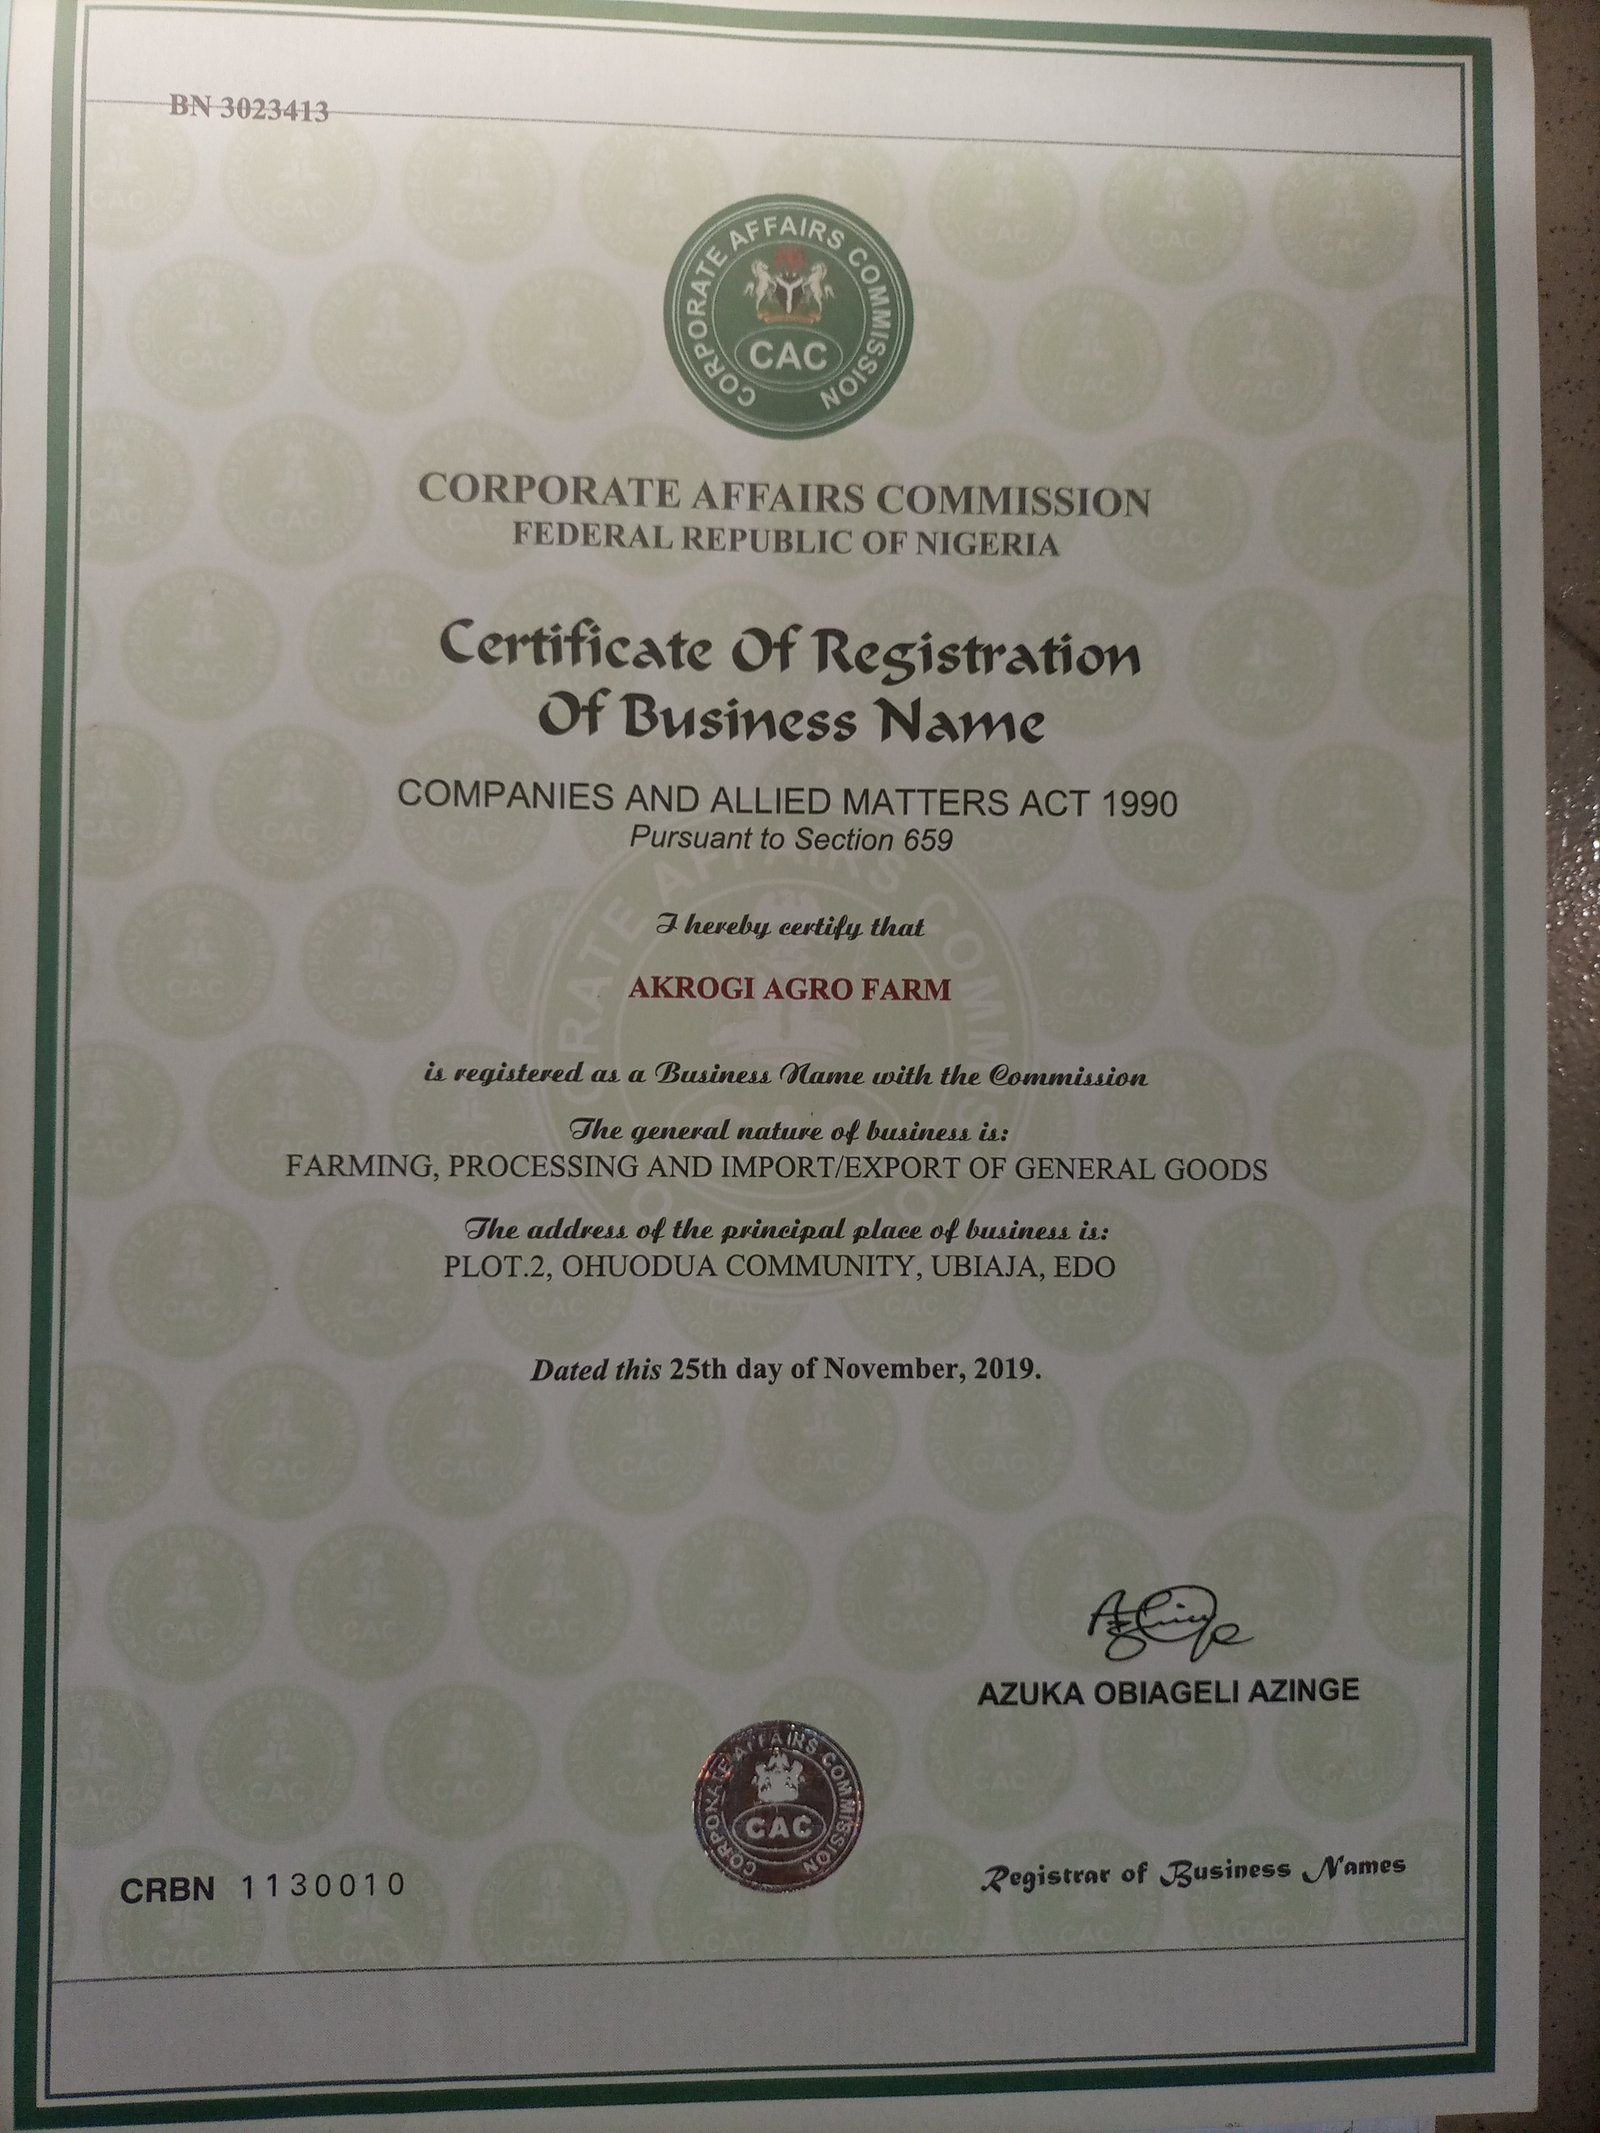 BN 3023413
CORPORATE AFFAIRS COMMISSION
CAC
CORPORATE AFFAIRS COMMISSION
FEDERAL REPUBLIC OF NIGERIA
Certificate Of Registration
Of Business Name
COMPANIES AND ALLIED MATTERS ACT 1990
Pursuant to Section 659
I hereby certify that
AKROGI AGRO FARM
is registered as a Business Name with the Commission
The general nature of business is:
FARMING, PROCESSING AND IMPORT/EXPORT OF GENERAL GOODS
The address of the principal place of business is:
PLOT.2, OHUODUA COMMUNITY, UBIAJA, EDO
Dated this 25th day of November, 2019.
AZUKA OBIAGELI AZINGE
CORPORATE AFFAIRS COMMISSION
CAC
CRBN 1130010
Registrar of Business Names